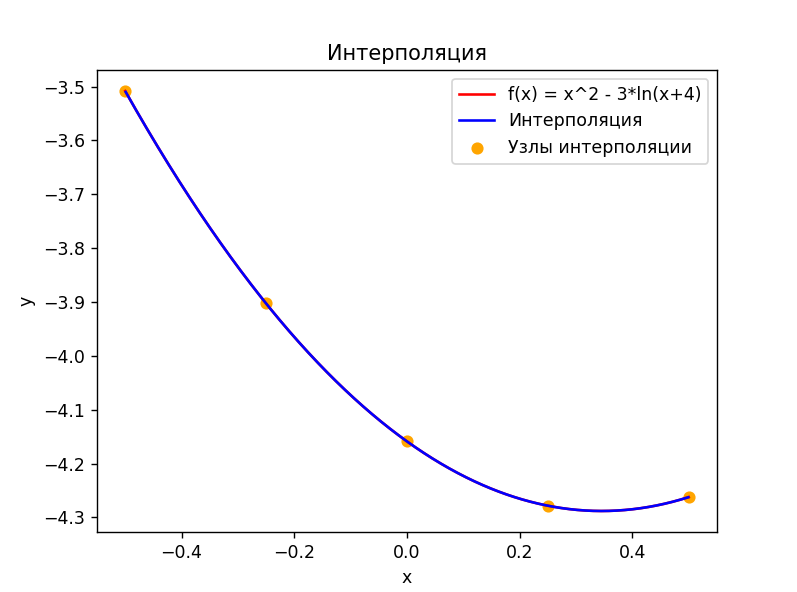 Интерполяция
f(x) = x^2 - 3*ln(x+4)
Интерполяция
Узлы интерполяции
−3.5
−3.6
−3.7
−3.8
−3.9
−4.0
−4.1
−4.2
−4.3
y
−0.4 −0.2 0.0 0.2 0.4
x